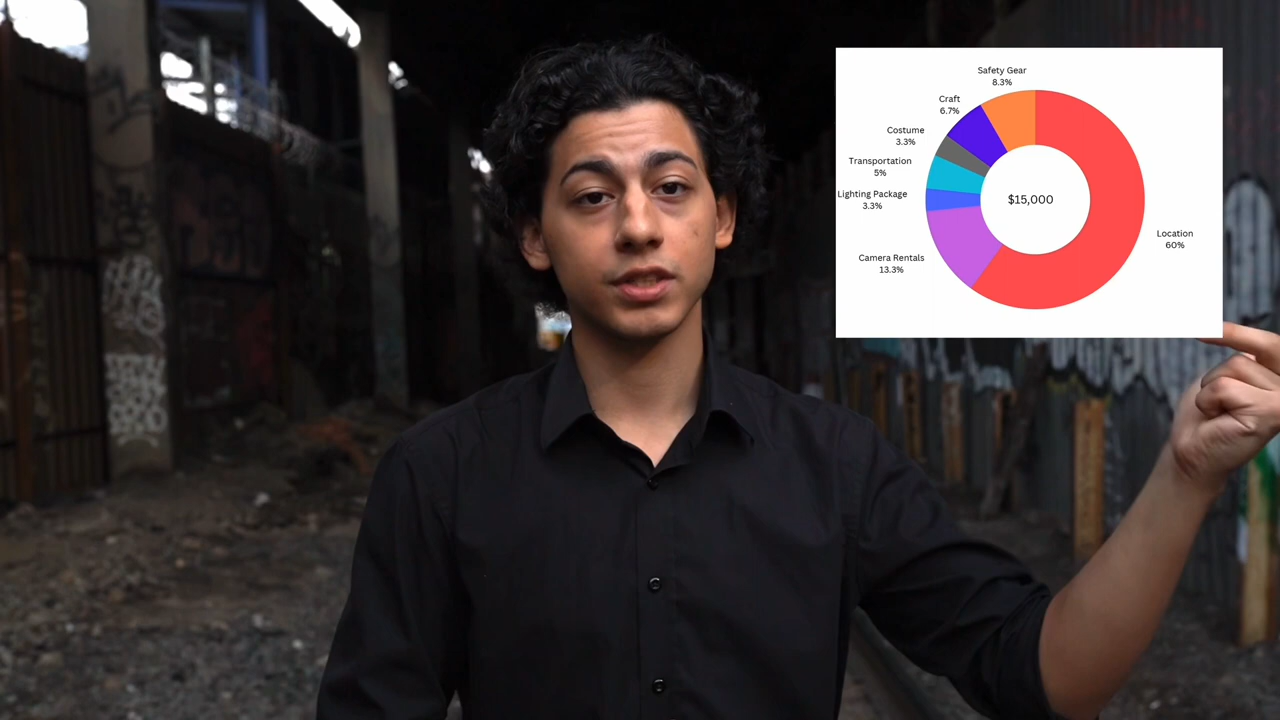 Safety Gear
8.3%
Craft
6.7%
Costume
3.3%
Transportation
5%
Lighting Package
3.3%
Camera Rentals
13.3%
$15,000
Location
60%